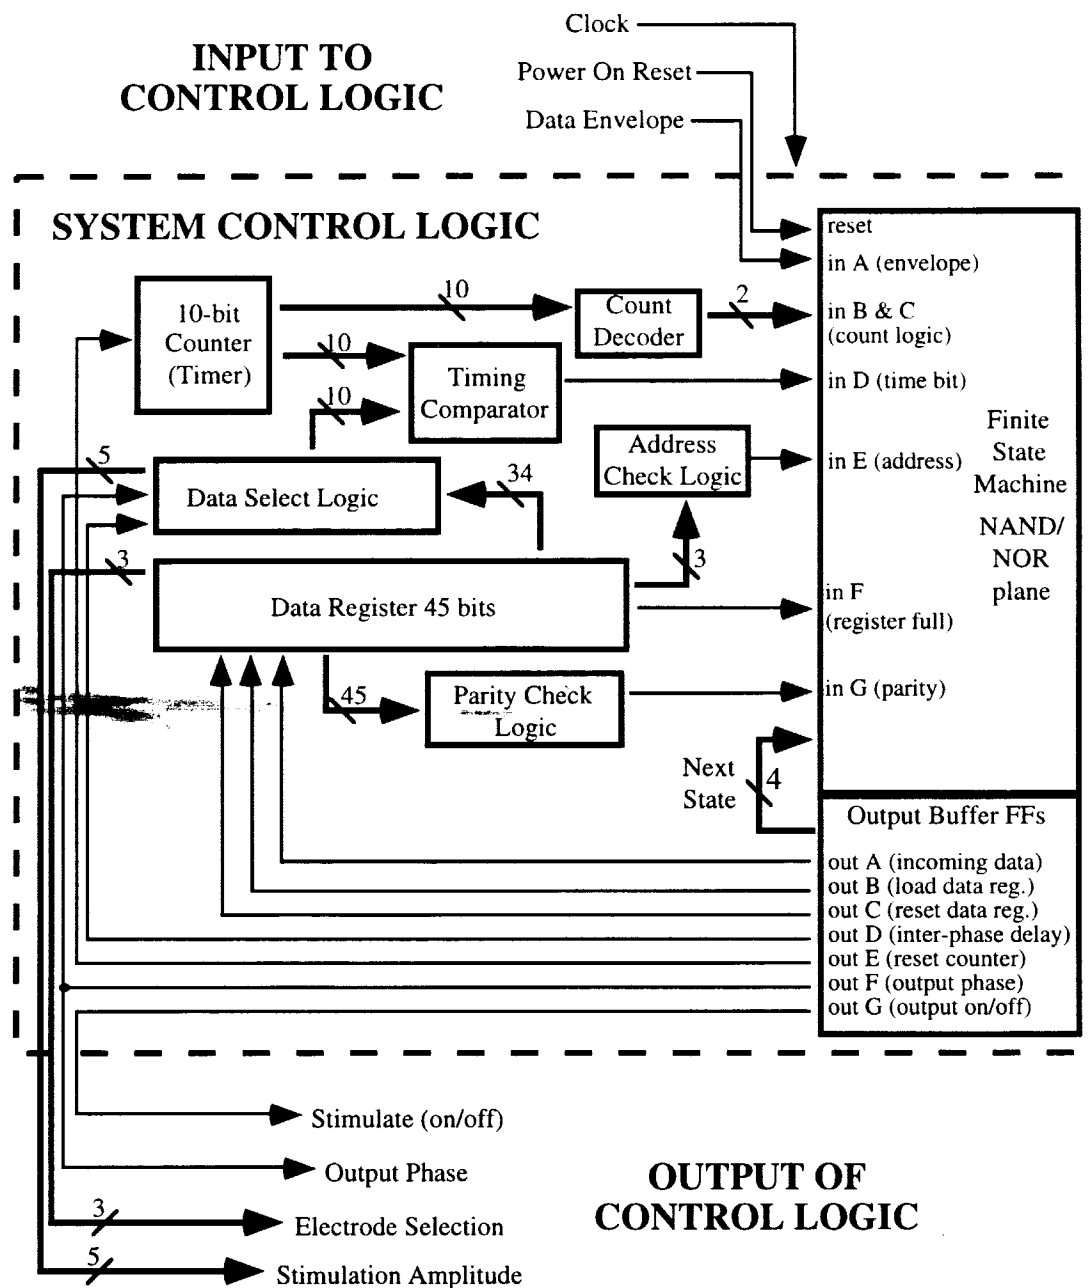 Clock
INPUT TO
CONTROL LOGIC
Power On Reset
Data Envelope
SYSTEM CONTROL LOGIC
reset
in A (envelope)
10-bit
Counter
(Timer)
10
Count
Decoder
2
in B & C
(count logic)
10
10
Timing
Comparator
in D (time bit)
Finite
State
Machine
NAND/
NOR
plane
Address
Check Logic
in E (address)
5
Data Select Logic
34
3
3
Data Register 45 bits
in F
(register full)
45
Parity Check
Logic
in G (parity)
Next
State
4
Output Buffer FFs
out A (incoming data)
out B (load data reg.)
out C (reset data reg.)
out D (inter-phase delay)
out E (reset counter)
out F (output phase)
out G (output on/off)
Stimulate (on/off)
Output Phase
3
Electrode Selection
5
Stimulation Amplitude
OUTPUT OF
CONTROL LOGIC